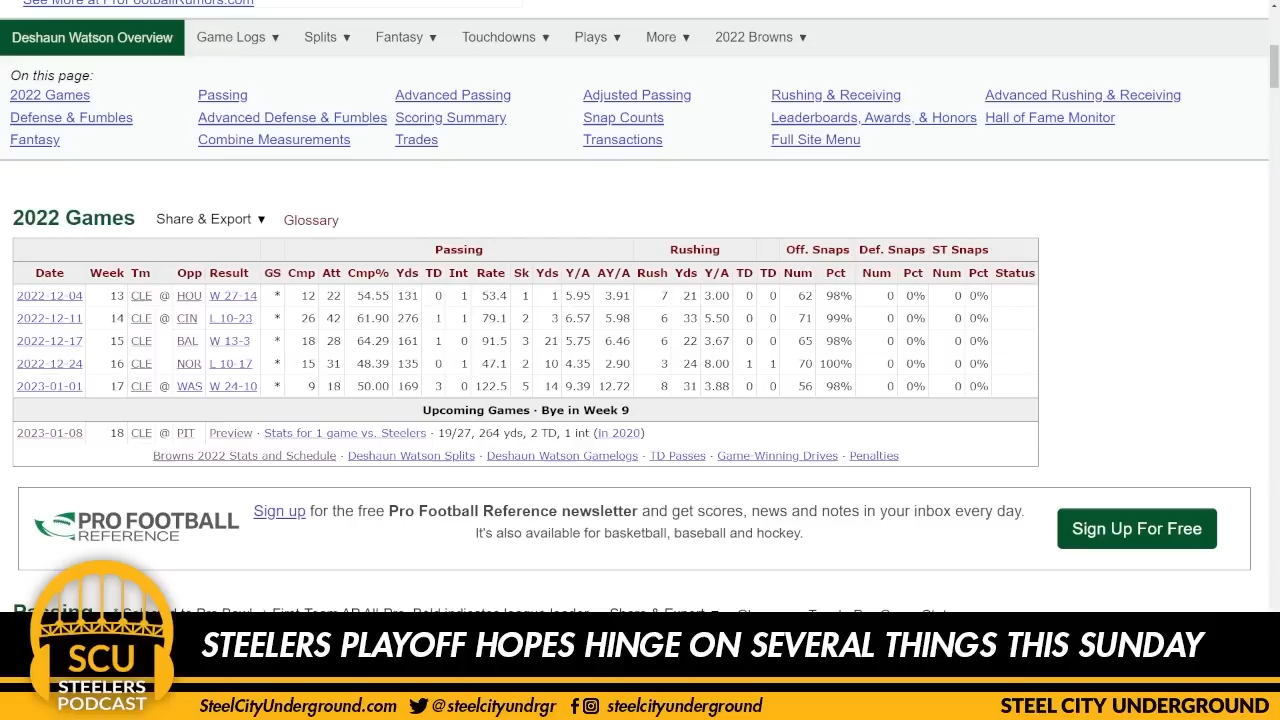 See More at ProFootballRumors.com
Deshaun Watson Overview Game Logs ▼ Splits ▼ Fantasy ▼ Touchdowns ▼ Plays ▼ More ▼ 2022 Browns ▼
On this page:
2022 Games Passing Advanced Passing Adjusted Passing Rushing & Receiving Advanced Rushing & Receiving
Defense & Fumbles Advanced Defense & Fumbles Scoring Summary Snap Counts Leaderboards, Awards, & Honors Hall of Fame Monitor
Fantasy Combine Measurements Trades Transactions Full Site Menu
2022 Games Share & Export ▼ Glossary
Passing Rushing Off. Snaps Def. Snaps ST Snaps
Date Week Tm Opp Result GS Cmp Att Cmp% Yds TD Int Rate Sk Yds Y/A AY/A Rush Yds Y/A TD TD Num Pct Num Pct Num Pct Status
2022-12-04 13 CLE @ HOU W 27-14 * 12 22 54.55 131 0 1 53.4 1 1 5.95 3.91 7 21 3.00 0 0 62 98% 0 0% 0 0%
2022-12-11 14 CLE @ CIN L 10-23 * 26 42 61.90 276 1 1 79.1 2 3 6.57 5.98 6 33 5.50 0 0 71 99% 0 0% 0 0%
2022-12-17 15 CLE BAL W 13-3 * 18 28 64.29 161 1 0 91.5 3 21 5.75 6.46 6 22 3.67 0 0 65 98% 0 0% 0 0%
2022-12-24 16 CLE NOR L 10-17 * 15 31 48.39 135 0 1 47.1 2 10 4.35 2.90 3 24 8.00 1 1 70 100% 0 0% 0 0%
2023-01-01 17 CLE @ WAS W 24-10 * 9 18 50.00 169 3 0 122.5 5 14 9.39 12.72 8 31 3.88 0 0 56 98% 0 0% 0 0%
Upcoming Games · Bye in Week 9
2023-01-08 18 CLE @ PIT Preview · Stats for 1 game vs. Steelers · 19/27, 264 yds, 2 TD, 1 int (in 2020)
Browns 2022 Stats and Schedule · Deshaun Watson Splits · Deshaun Watson Gamelogs · TD Passes · Game-Winning Drives · Penalties
PRO FOOTBALL
REFERENCE
Sign up for the free Pro Football Reference newsletter and get scores, news and notes in your inbox every day.
It's also available for basketball, baseball and hockey.
Sign Up For Free
Passing
SCU
STEELERS
PODCAST
STEELERS PLAYOFF HOPES HINGE ON SEVERAL THINGS THIS SUNDAY
SteelCityUnderground.com @steelcityundrgr steelcityunderground STEEL CITY UNDERGROUND